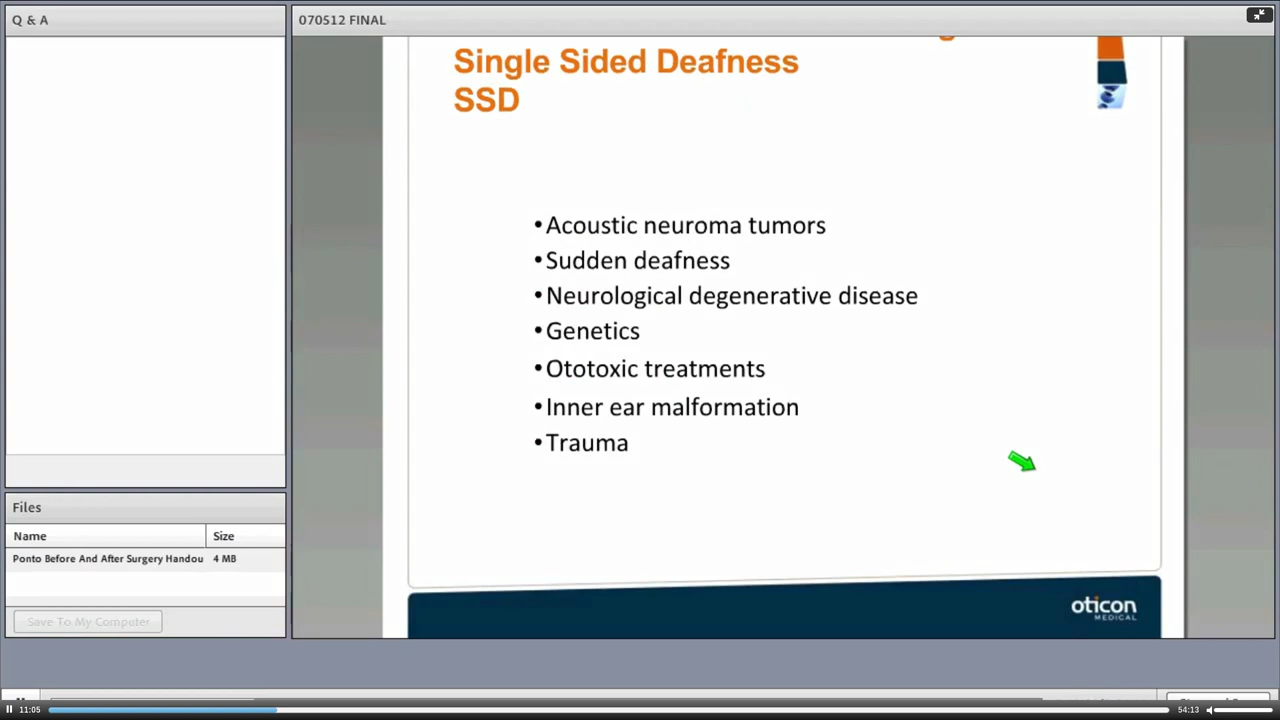 Q & A
070512 FINAL
Single Sided Deafness
SSD
•Acoustic neuroma tumors
•Sudden deafness
•Neurological degenerative disease
•Genetics
•Ototoxic treatments
•Inner ear malformation
•Trauma
oticon
MEDICAL
Files
Name Size
Ponto Before And After Surgery Handou 4 MB
Save To My Computer
11:05 54:13